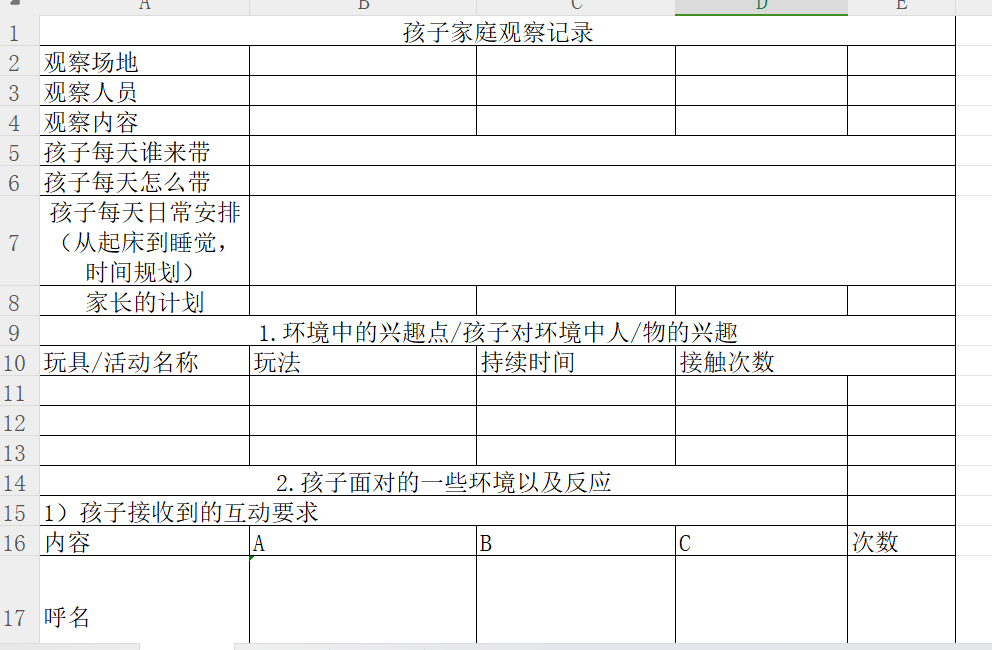 A B C D E
1 孩子家庭观察记录
2 观察场地
3 观察人员
4 观察内容
5 孩子每天谁来带
6 孩子每天怎么带
孩子每天日常安排
7 （从起床到睡觉，
时间规划）
8 家长的计划
9 1.环境中的兴趣点/孩子对环境中人/物的兴趣
10 玩具/活动名称 玩法 持续时间 接触次数
11
12
13
14 2.孩子面对的一些环境以及反应
15 1）孩子接收到的互动要求
16 内容 A B C 次数
17 呼名